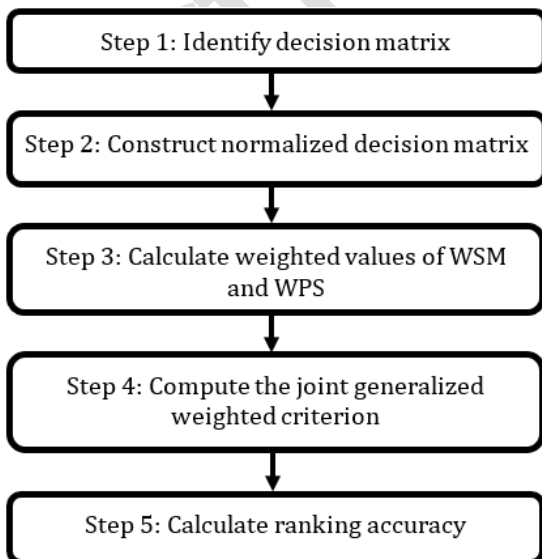 Step 1: Identify decision matrix
Step 2: Construct normalized decision matrix
Step 3: Calculate weighted values of WSM
and WPS
Step 4: Compute the joint generalized
weighted criterion
Step 5: Calculate ranking accuracy